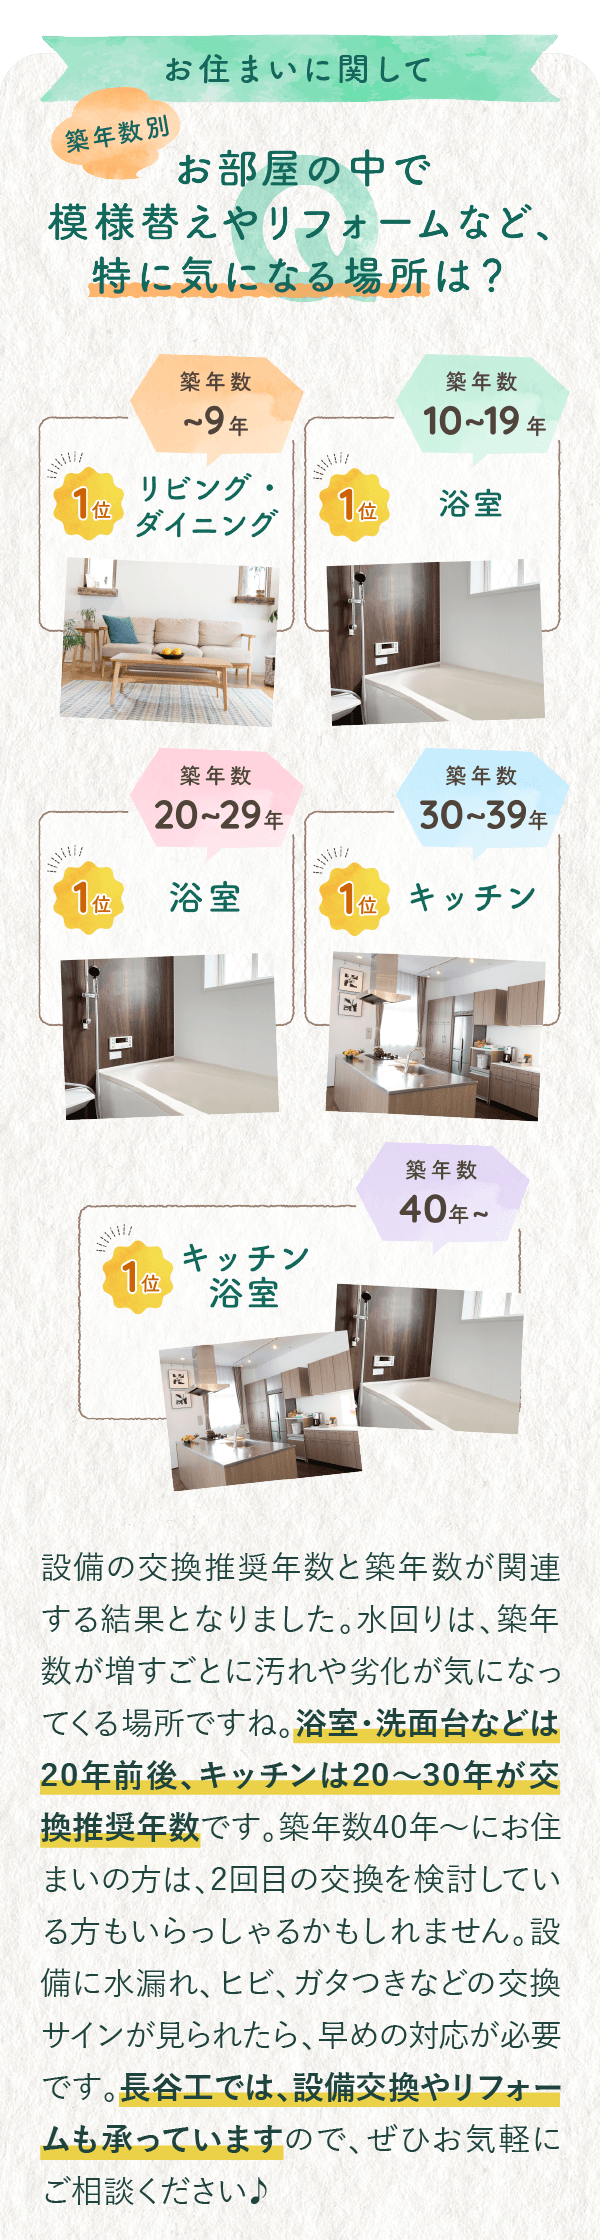 お住まいに関して
築年数別
お部屋の中で
模様替えやリフォームなど、
特に気になる場所は？
Q
築年数
~9年
1位
リビング・
ダイニング
築年数
10~19年
1位
浴室
築年数
20~29年
1位
浴室
築年数
30~39年
1位
キッチン
築年数
40年~
1位
キッチン
浴室
設備の交換推奨年数と築年数が関連
する結果となりました。水回りは、築年
数が増すごとに汚れや劣化が気になっ
てくる場所ですね。浴室・洗面台などは
20年前後、キッチンは20～30年が交
換推奨年数です。築年数40年～にお住
まいの方は、2回目の交換を検討してい
る方もいらっしゃるかもしれません。設
備に水漏れ、ヒビ、ガタつきなどの交換
サインが見られたら、早めの対応が必要
です。長谷工では、設備交換やリフォー
ムも承っていますので、ぜひお気軽に
ご相談ください♪